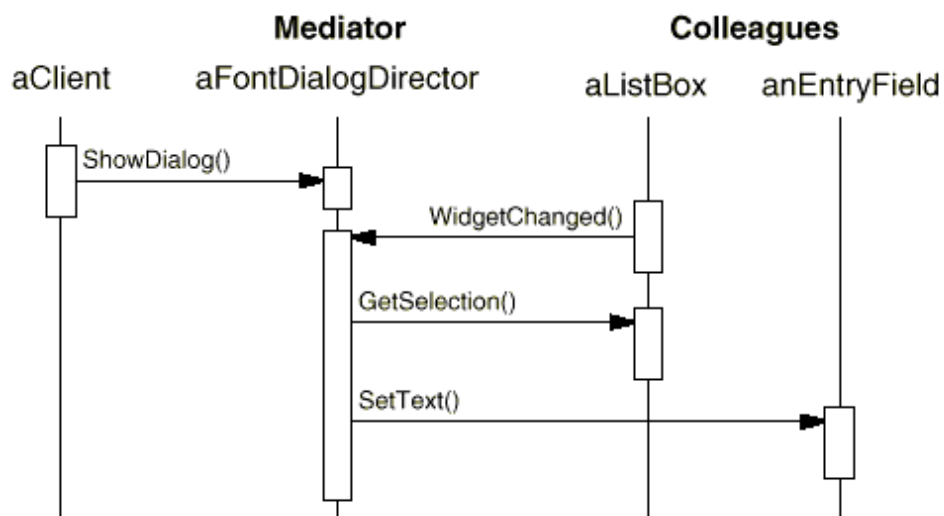 Mediator
Colleagues
aClient
aFontDialogDirector
aListBox
anEntryField
ShowDialog()
WidgetChanged()
GetSelection()
SetText()